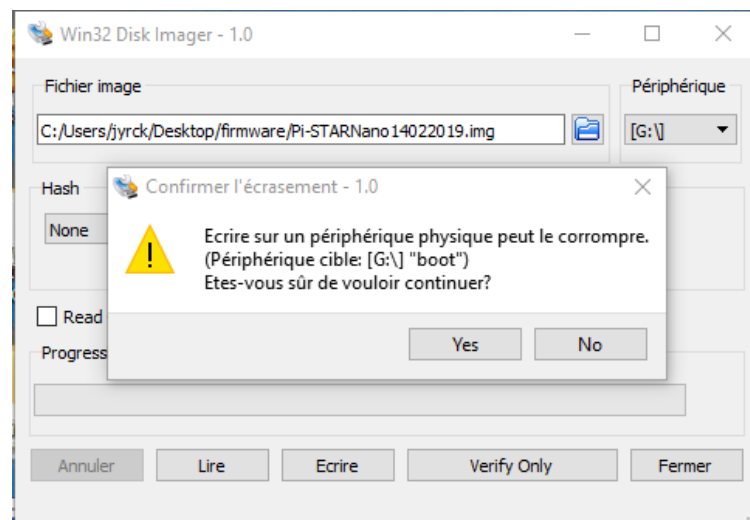 Win32 Disk Imager - 1.0
Fichier image
Périphérique
C:/Users/jyrck/Desktop/firmware/Pi-STARNano14022019.img
[G:\]
Hash
Confirmer l'écrasement - 1.0
None
Ecrire sur un périphérique physique peut le corrompre.
(Périphérique cible: [G:\] "boot")
Etes-vous sûr de vouloir continuer?
Read
Yes
No
Progress
Annuler
Lire
Ecrire
Verify Only
Fermer